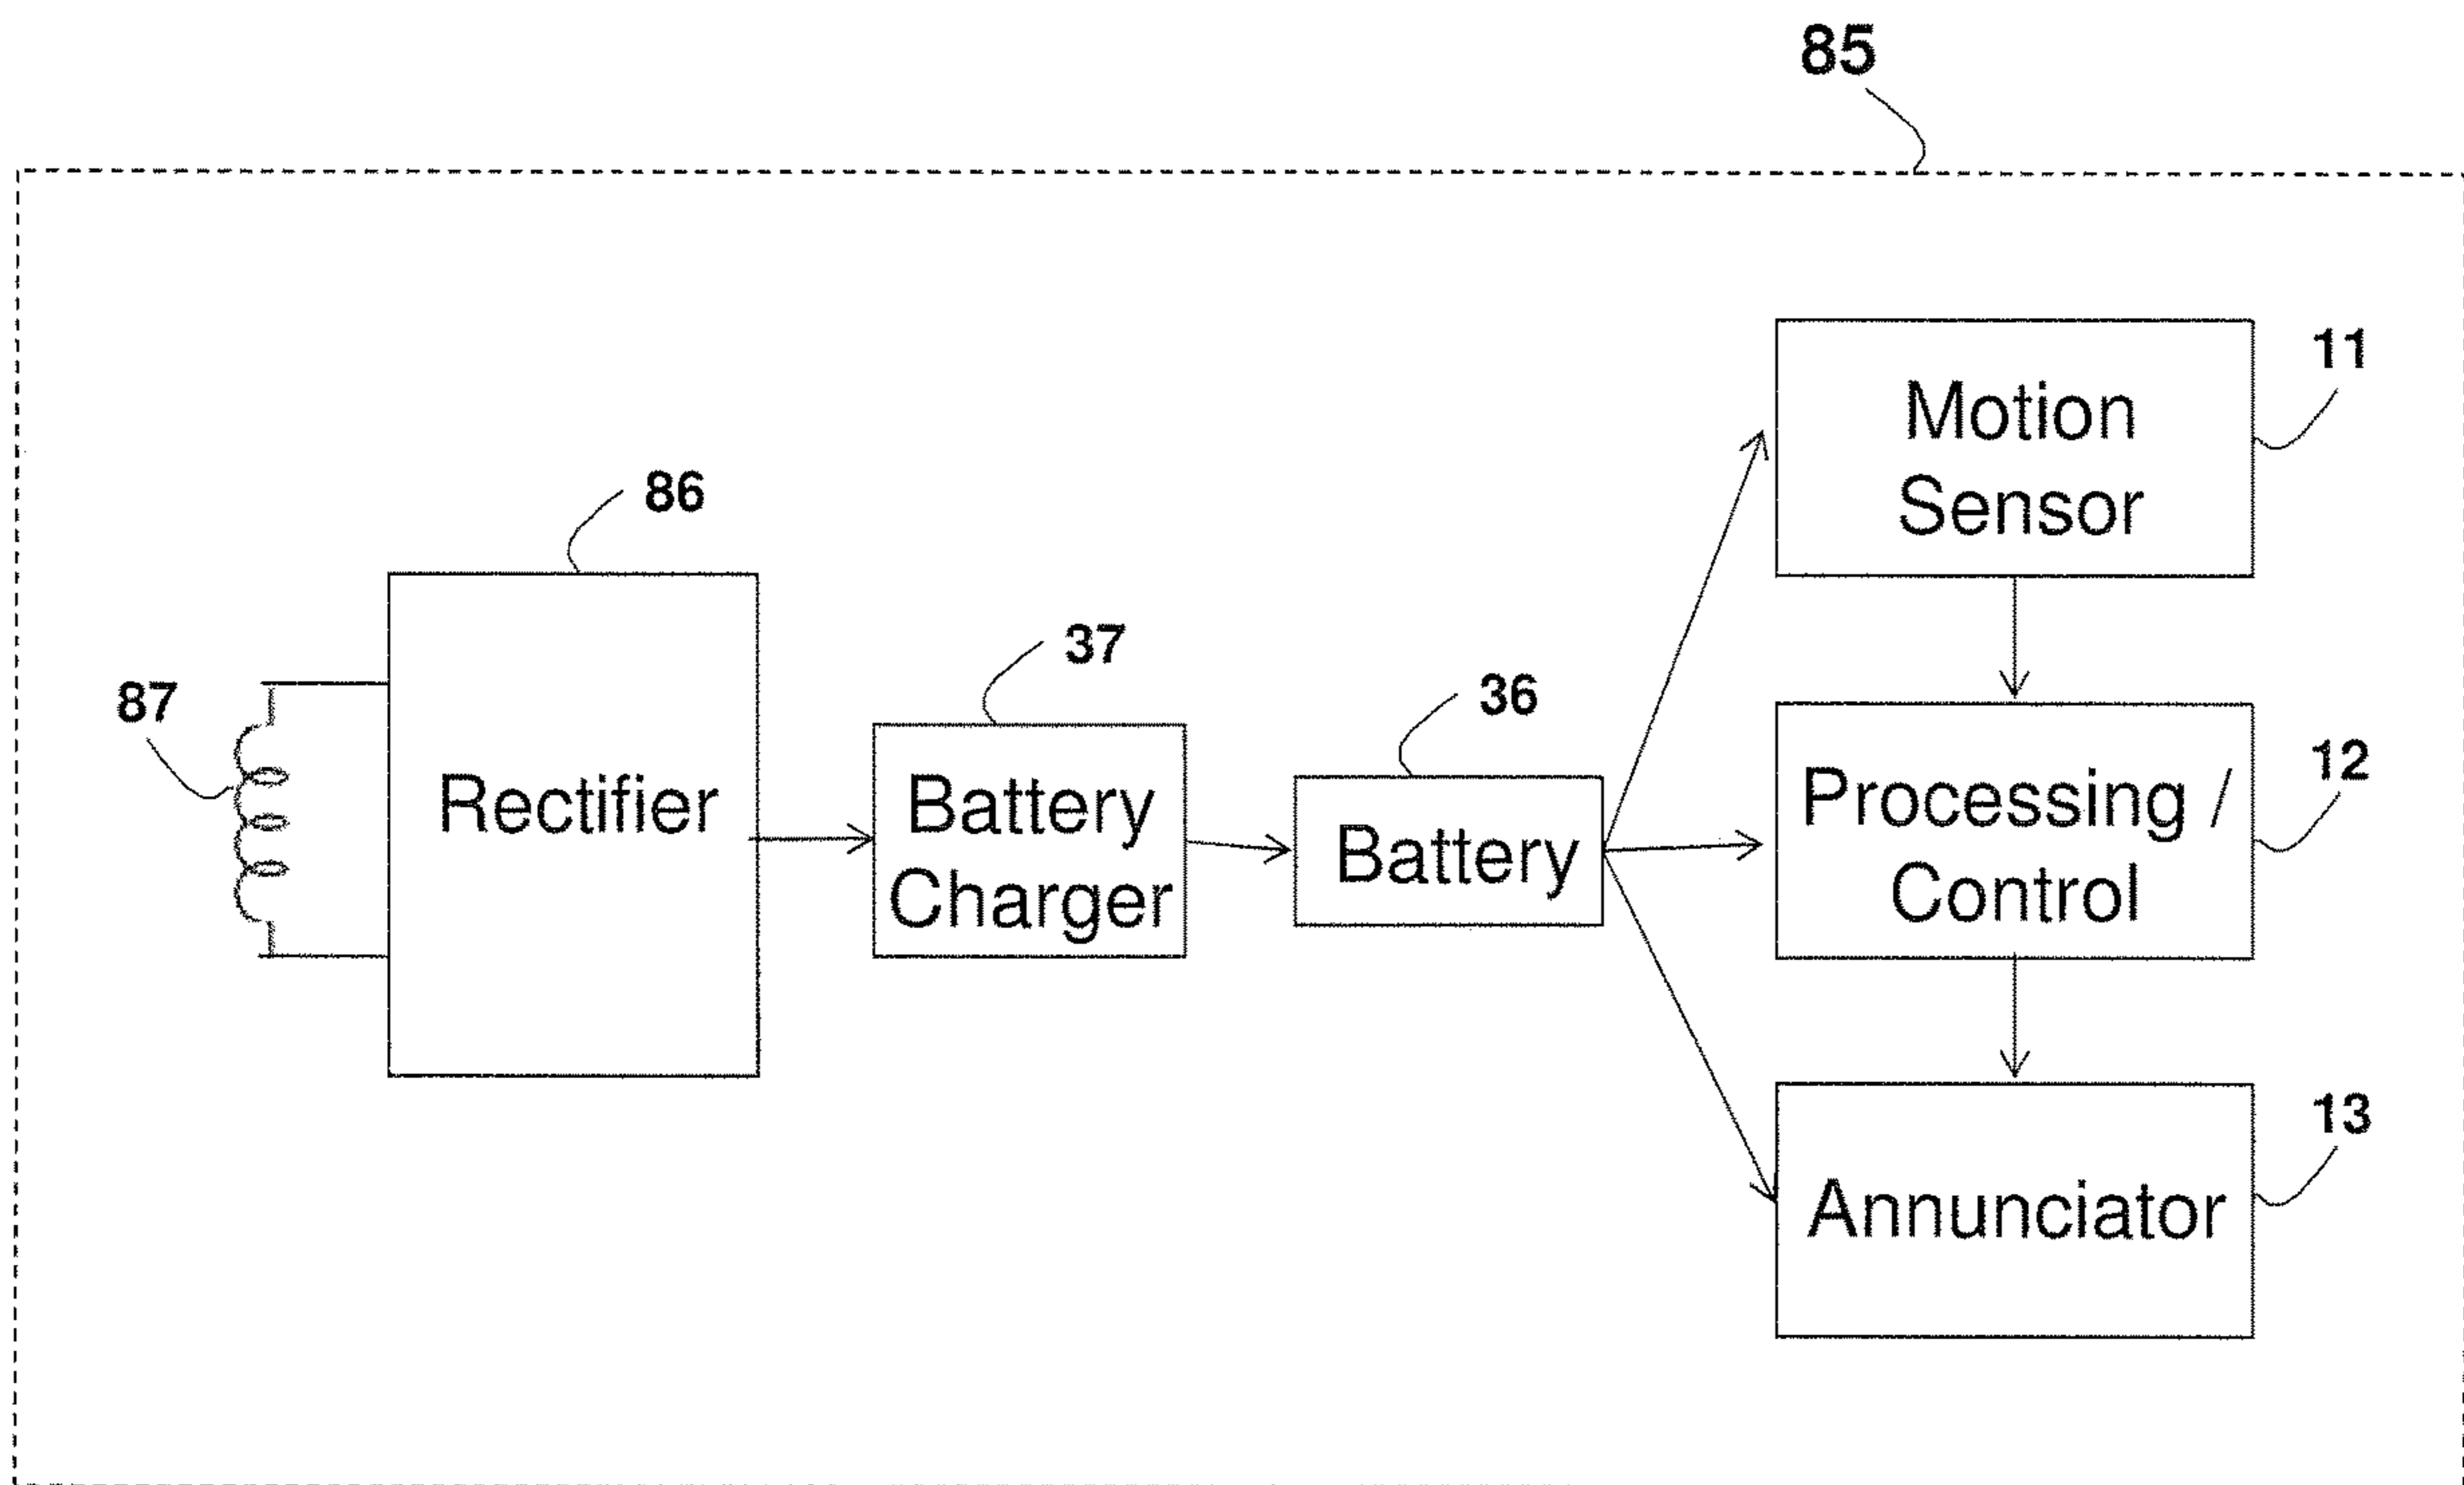 85
11
Motion
Sensor
86
37
36
87
Rectifier
Battery
Charger
Battery
12
Processing /
Control
13
Annunciator